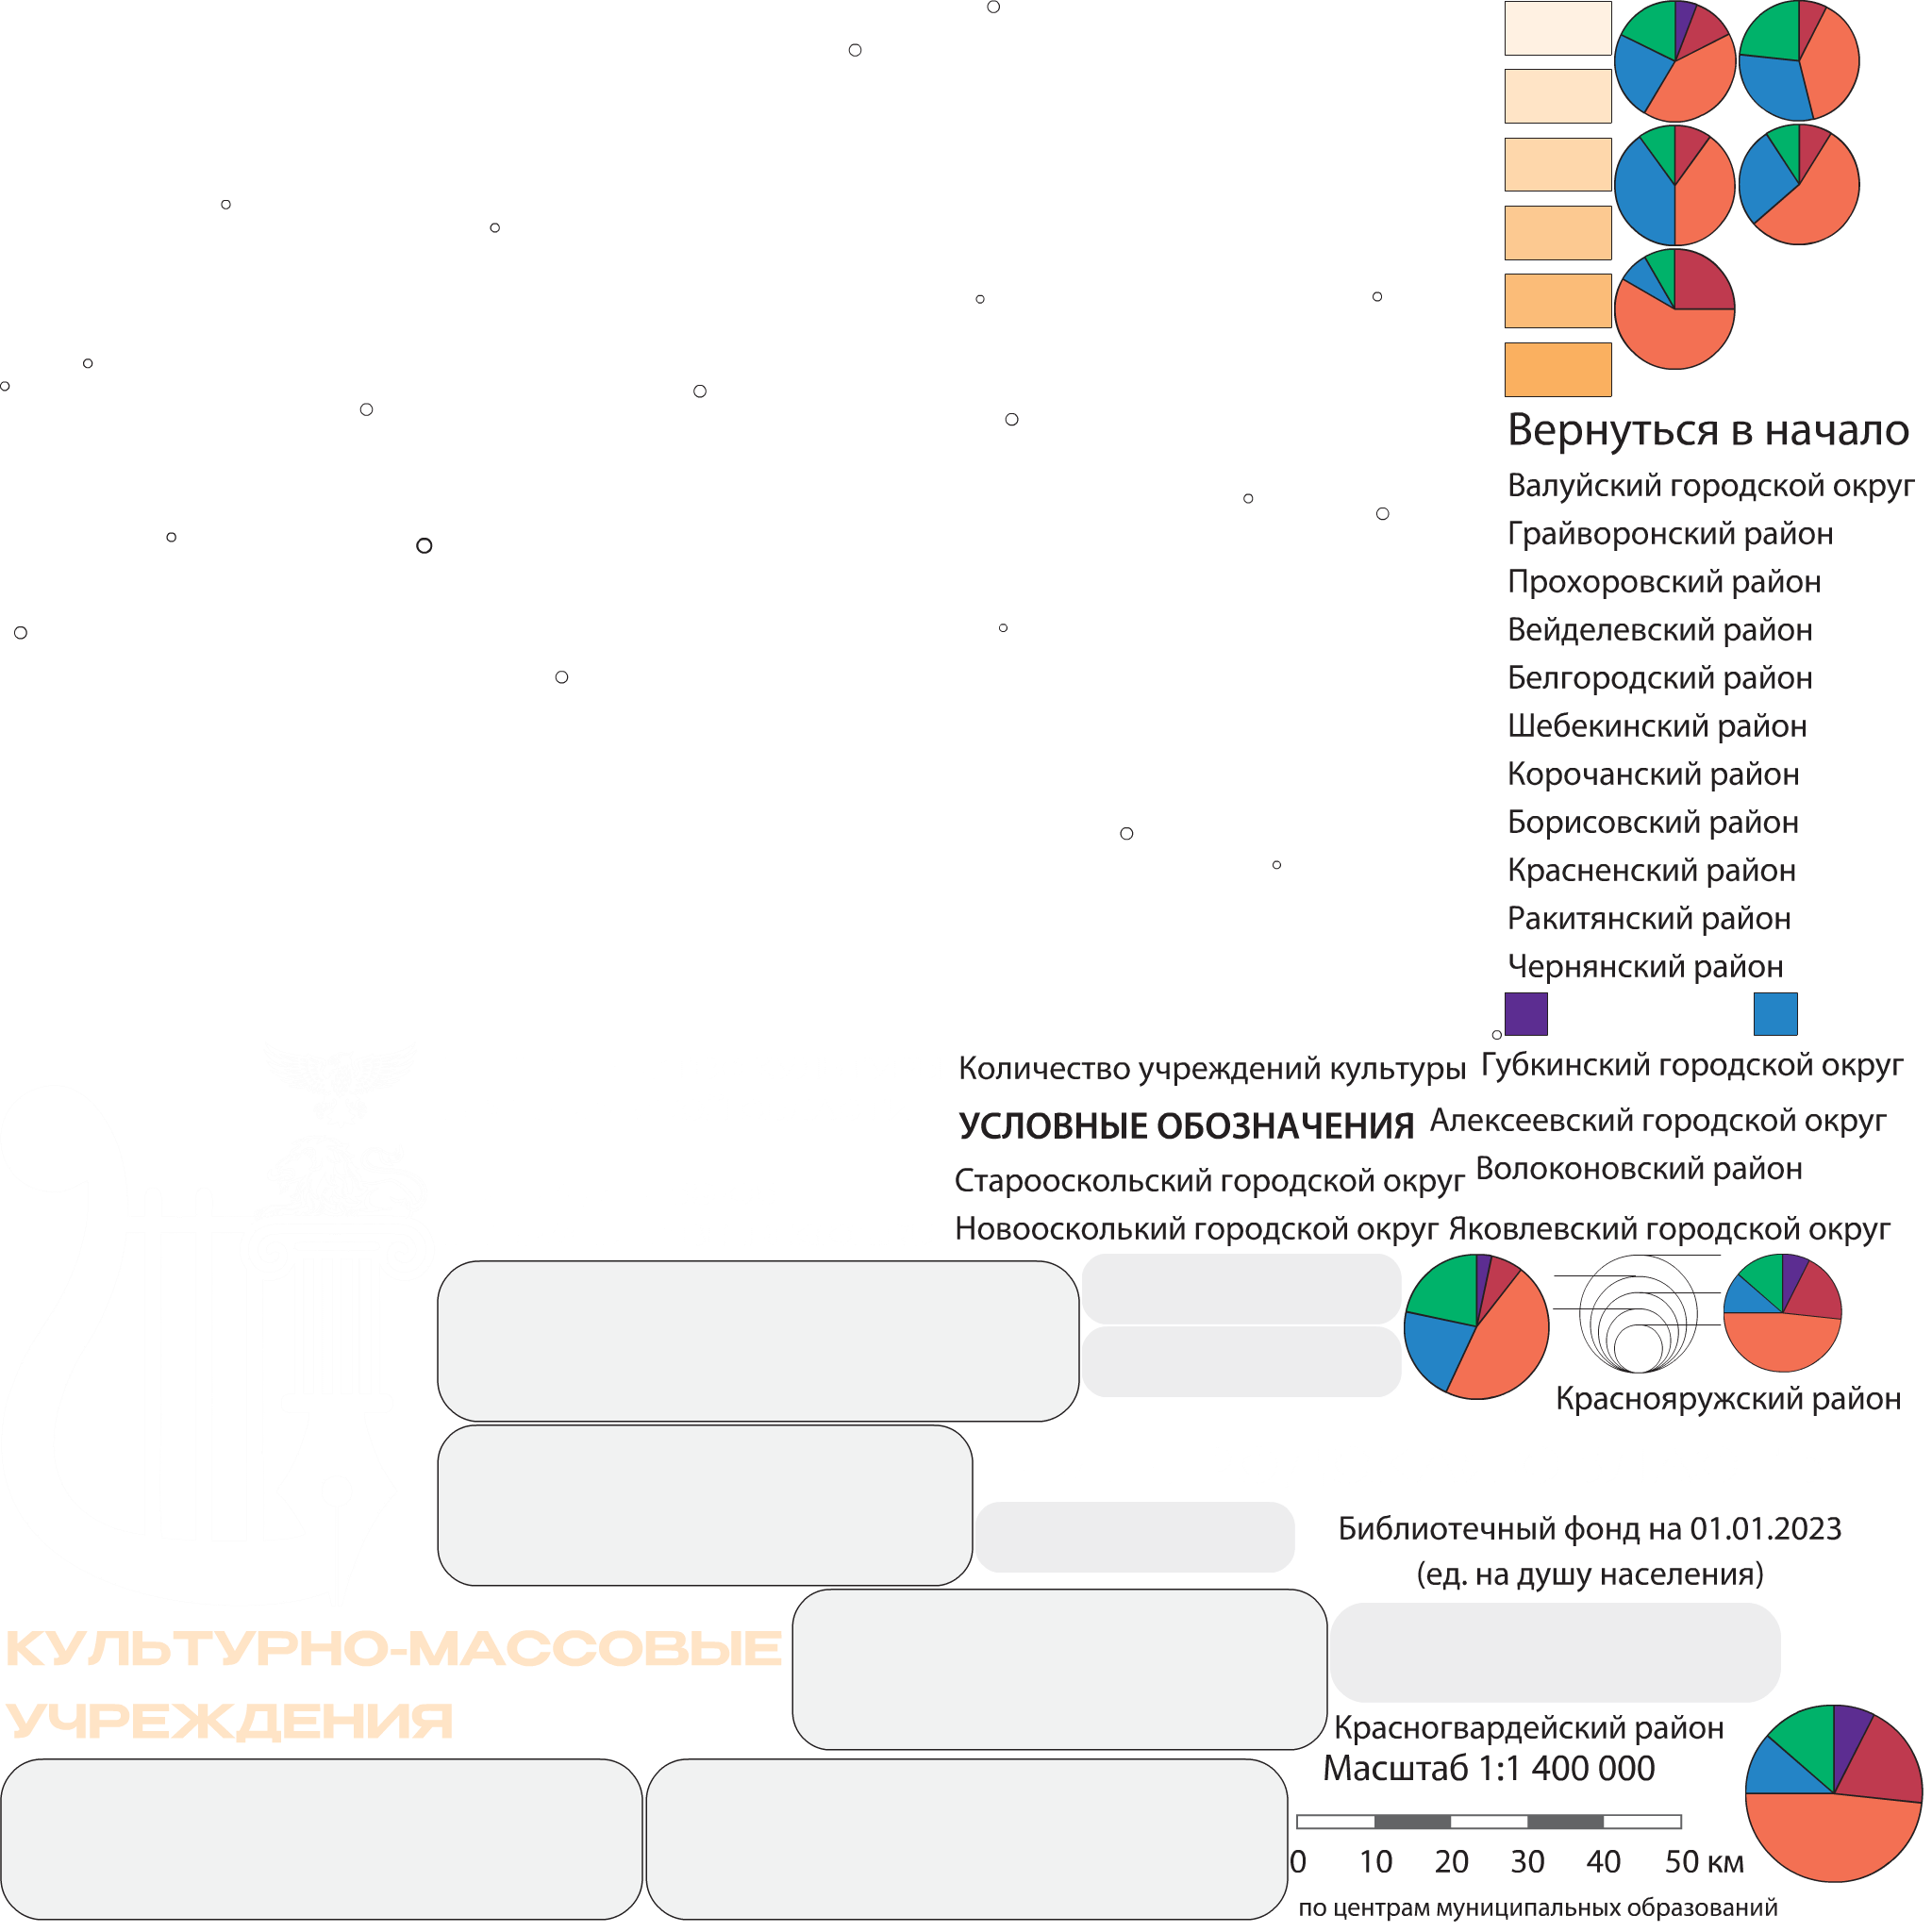 Вернуться в начало
Валуйский городской округ
Грайворонский район
Прохоровский район
Вейделевский район
Белгородский район
Шебекинский район
Корочанский район
Борисовский район
Красненский район
Ракитянский район
Чернянский район
Количество учреждений культуры
Губкинский городской округ
УСЛОВНЫЕ ОБОЗНАЧЕНИЯ
Алексеевский городской округ
Старооскольский городской округ
Волоконовский район
Новоосколький городской округ
Яковлевский городской округ
Краснояружский район
Библиотечный фонд на 01.01.2023
(ед. на душу населения)
КУЛЬТУРНО-МАССОВЫЕ
УЧРЕЖДЕНИЯ
Красногвардейский район
Масштаб 1:1 400 000
0 10 20 30 40 50 км
по центрам муниципальных образований